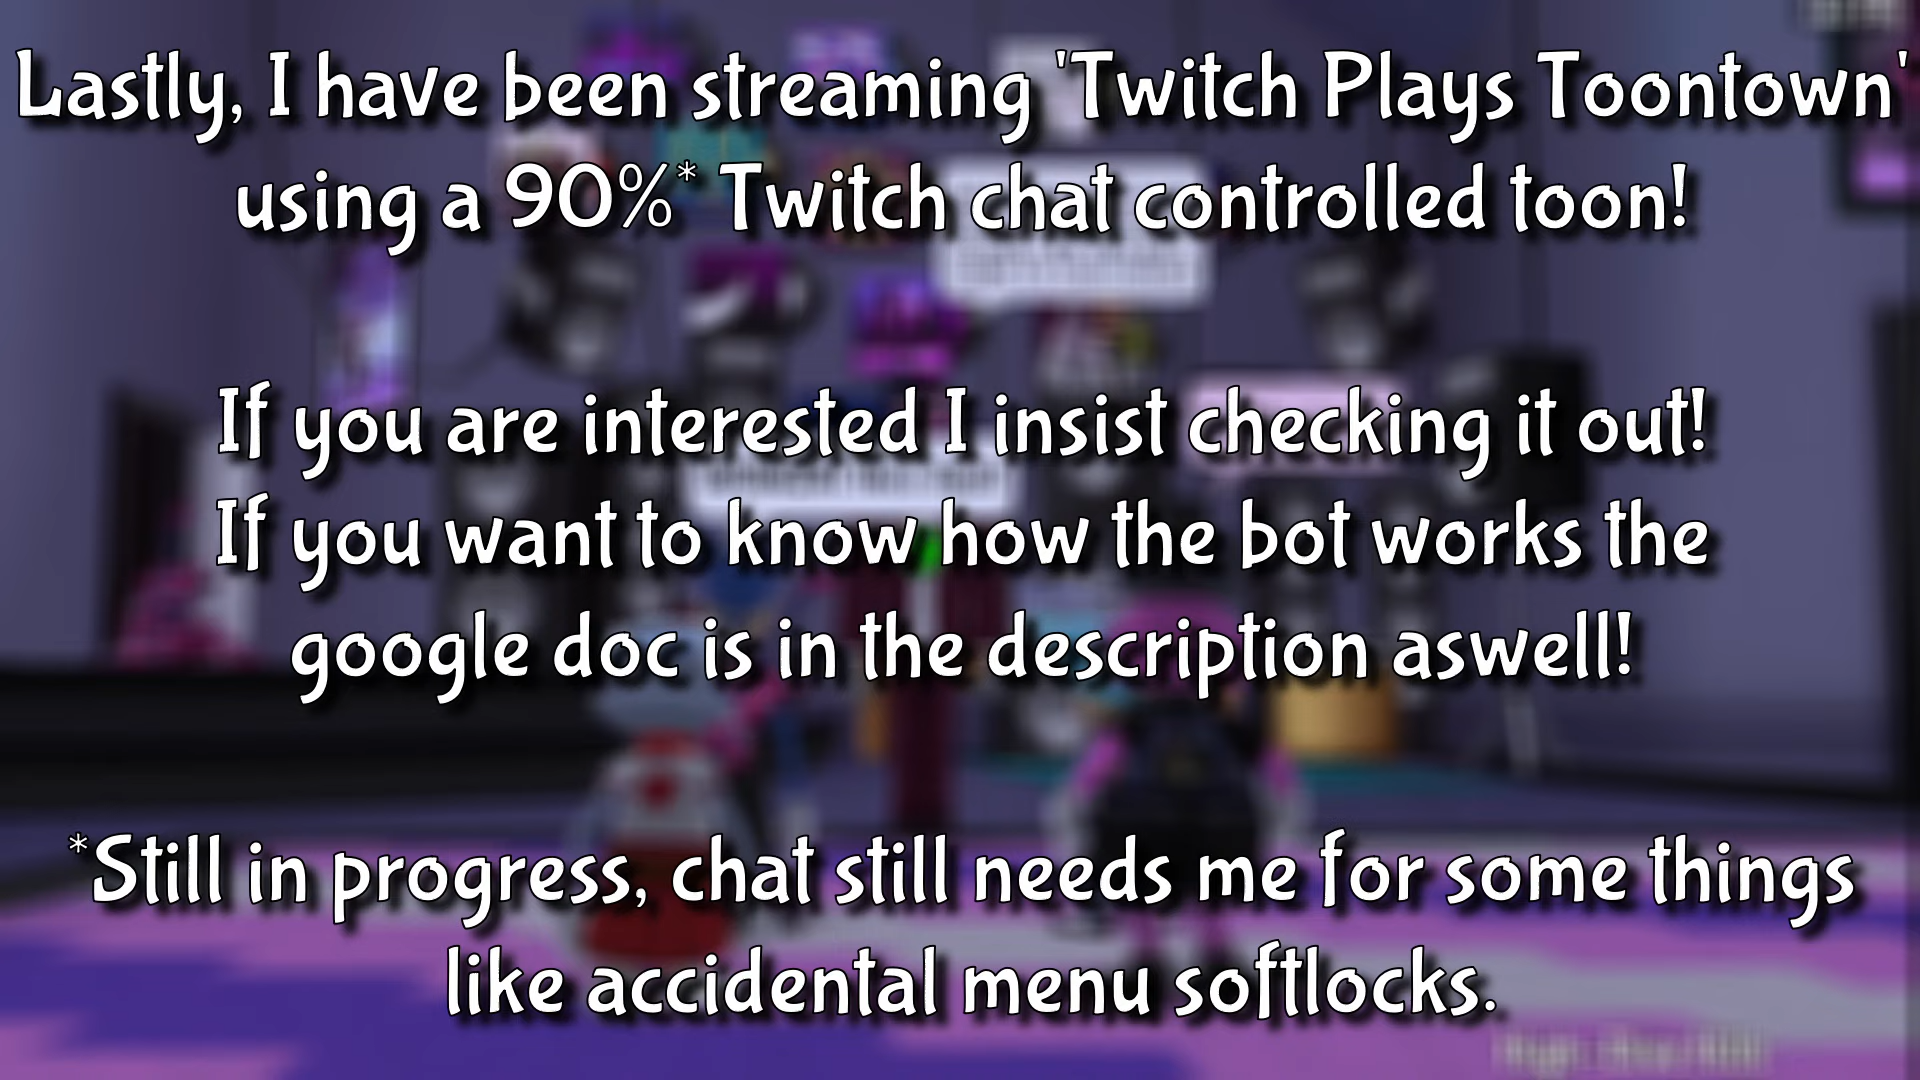 Lastly, I have been streaming 'Twitch Plays Toontown'
using a 90%* Twitch chat controlled toon!
If you are interested I insist checking it out!
If you want to know how the bot works the
google doc is in the description aswell!
*Still in progress, chat still needs me for some things
like accidental menu softlocks.